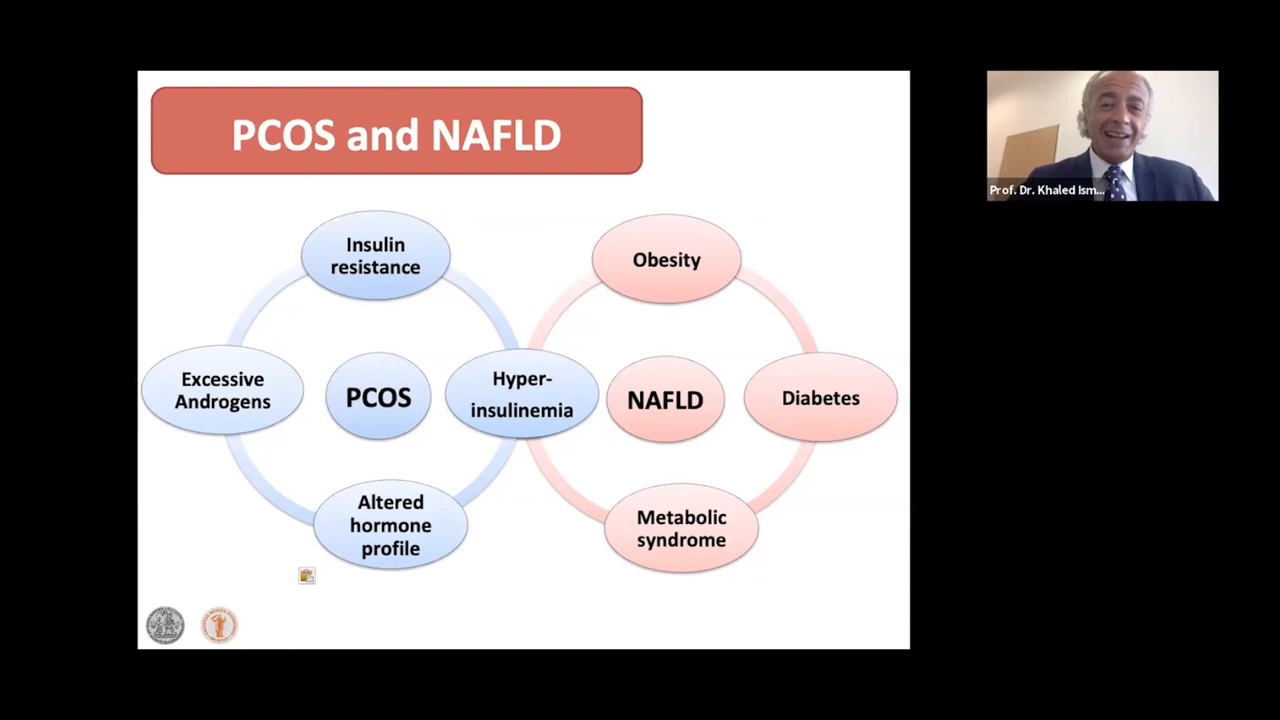 PCOS and NAFLD
Prof. Dr. Khaled Ism...
Insulin
resistance
Obesity
Excessive
Androgens
PCOS
Hyper-
insulinemia
NAFLD
Diabetes
Altered
hormone
profile
Metabolic
syndrome